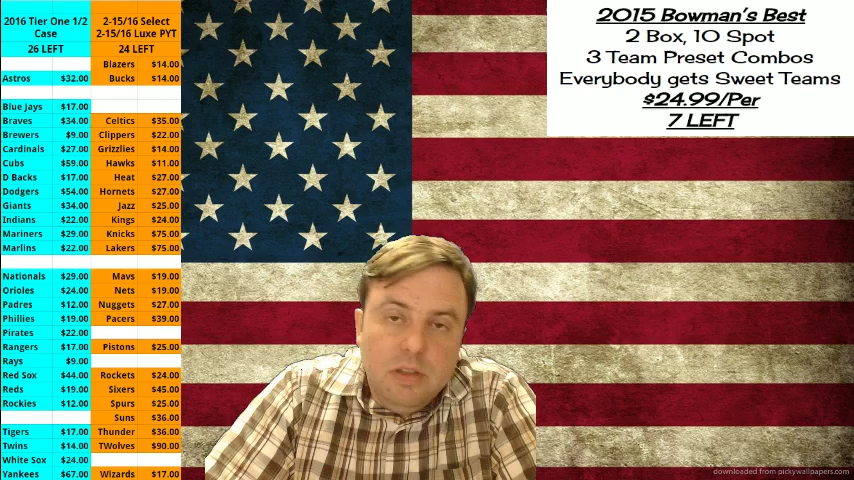 2016 Tier One 1/2
Case
26 LEFT
Astros $32.00
Blue Jays $17.00
Braves $34.00
Brewers $9.00
Cardinals $27.00
Cubs $59.00
D Backs $17.00
Dodgers $54.00
Giants $34.00
Indians $22.00
Mariners $29.00
Marlins $22.00
Nationals $29.00
Orioles $24.00
Padres $12.00
Phillies $19.00
Pirates $22.00
Rangers $17.00
Rays $9.00
Red Sox $44.00
Reds $19.00
Rockies $12.00
Tigers $17.00
Twins $14.00
White Sox $24.00
Yankees $67.00
2-15/16 Select
2-15/16 Luxe PYT
24 LEFT
Blazers $14.00
Bucks $14.00
Celtics $35.00
Clippers $22.00
Grizzlies $14.00
Hawks $11.00
Heat $27.00
Hornets $27.00
Jazz $25.00
Kings $24.00
Knicks $75.00
Lakers $75.00
Mavs $19.00
Nets $19.00
Nuggets $27.00
Pacers $39.00
Pistons $25.00
Rockets $24.00
Sixers $45.00
Spurs $25.00
Suns $36.00
Thunder $36.00
TWolves $90.00
Wizards $17.00
2015 Bowman's Best
2 Box, 10 Spot
3 Team Preset Combos
Everybody gets Sweet Teams
$24.99/Per
7 LEFT
downloaded from pickywallpapers.com